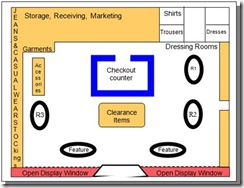 JEANS & CASUAL WEAR STOCKings
Storage, Receiving, Marketing
Shirts
Trousers
Dresses
Garments
Dressing Rooms
Accessories
Checkout counter
R1
R3
Clearance Items
R2
Feature
Feature
Open Display Window
Open Display Window